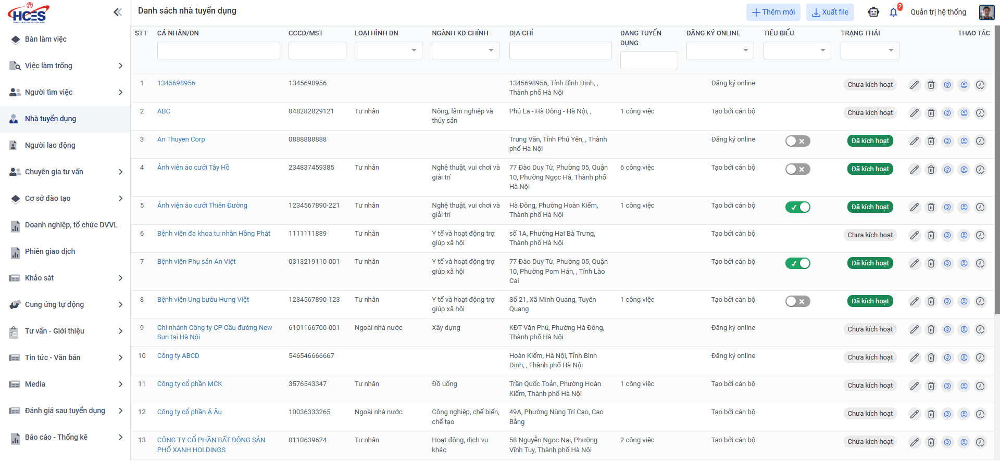 HCES
Danh sách nhà tuyển dụng
Thêm mới
Xuất file
2
Quản trị hệ thống
Bàn làm việc
Việc làm trống
Người tìm việc
Nhà tuyển dụng
Người lao động
Chuyên gia tư vấn
Cơ sở đào tạo
Doanh nghiệp, tổ chức DVVL
Phiên giao dịch
Khảo sát
Cung ứng tự động
Tư vấn - Giới thiệu
Tin tức - Văn bản
Media
Đánh giá sau tuyển dụng
Báo cáo - Thống kê
STT CÁ NHÂN/DN CCCD/MST LOẠI HÌNH DN NGÀNH KD CHÍNH ĐỊA CHỈ ĐANG TUYỂN ĐĂNG KÝ ONLINE TIÊU BIỂU TRẠNG THÁI THAO TÁC
DỤNG
1 1345698956 1345698956 1345698956, Tỉnh Bình Định, , Đăng ký online Chưa kích hoạt
Thành phố Hà Nội
2 ABC 048282829121 Tư nhân Nông, lâm nghiệp và Phú La - Hà Đông - Hà Nội, , 1 công việc Tạo bởi cán bộ Chưa kích hoạt
thủy sản
3 An Thuyen Corp 0888888888 Trung Văn, Tỉnh Phú Yên, , Thành Đăng ký online Đã kích hoạt
phố Hà Nội
4 Ảnh viên áo cưới Tây Hồ 234837459385 Tư nhân Nghệ thuật, vui chơi và 77 Đào Duy Từ, Phường 05, Quận 6 công việc Tạo bởi cán bộ Đã kích hoạt
giải trí 10, Phường Ngọc Hà, Thành phố
Hà Nội
5 Ảnh viện áo cưới Thiên Đường 1234567890-221 Tư nhân Nghệ thuật, vui chơi và Hà Đông, Phường Hoàn Kiếm, 1 công việc Tạo bởi cán bộ Đã kích hoạt
giải trí Thành phố Hà Nội
6 Bệnh viện đa khoa tư nhân Hồng Phát 1111111889 Tư nhân Y tế và hoạt động trợ số 1A, Phường Hai Bà Trưng, Tạo bởi cán bộ Chưa kích hoạt
giúp xã hội Thành phố Hà Nội
7 Bệnh viện Phụ sản An Việt 0313219110-001 Tư nhân Y tế và hoạt động trợ 77 Đào Duy Từ, Phường 05, Quận Tạo bởi cán bộ Đã kích hoạt
giúp xã hội 10, Phường Pom Hán, , Tỉnh Lào
Cai
8 Bệnh viện Ung bướu Hưng Việt 1234567890-123 Tư nhân Y tế và hoạt động trợ Số 21, Xã Minh Quang, Tuyên 1 công việc Tạo bởi cán bộ Đã kích hoạt
giúp xã hội Quang
9 Chi nhánh Công ty CP Cầu đường New 6101166700-001 Ngoài nhà nước Xây dựng KĐT Văn Phú, Phường Hà Đông, Đăng ký online Chưa kích hoạt
Sun tại Hà Nội Thành phố Hà Nội
10 Công ty ABCD 546546666667 Hoàn Kiếm, Hà Nội, Tỉnh Bình Đăng ký online Chưa kích hoạt
Định, , Thành phố Hà Nội
11 Công ty cổ phần MCK 3576543347 Tư nhân Đồ uống Trần Quốc Toản, Phường Hoàn 1 công việc Tạo bởi cán bộ Chưa kích hoạt
Kiếm, Thành phố Hà Nội
12 Công ty cổ phần Á Âu 10036333265 Ngoài nhà nước Công nghiệp, chế biến, 49A, Phường Nùng Trí Cao, Cao Tạo bởi cán bộ Chưa kích hoạt
chế tạo Bằng
13 CÔNG TY CỔ PHẦN BẤT ĐỘNG SẢN 0110639624 Tư nhân Hoạt động, dịch vụ 58 Nguyễn Ngọc Nại, Phường 2 công việc Tạo bởi cán bộ Chưa kích hoạt
PHỐ XANH HOLDINGS khác Vĩnh Tuy, Thành phố Hà Nội